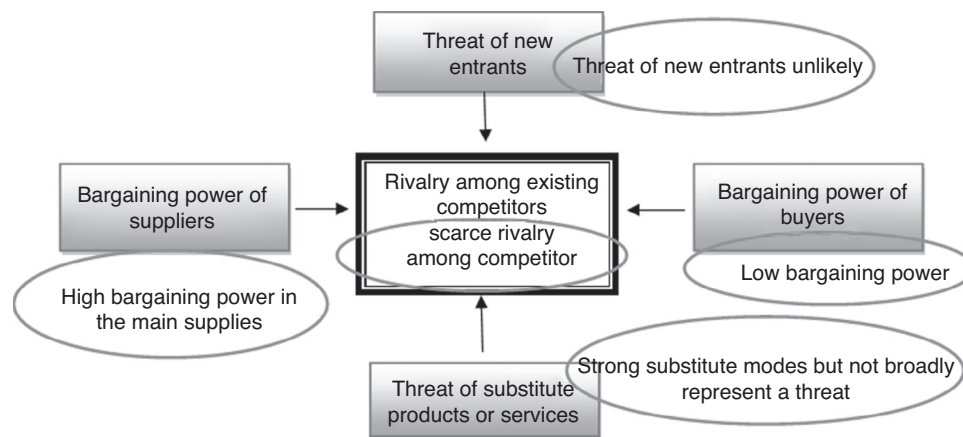 Threat of new
entrants
Threat of new entrants unlikely
Bargaining power of
suppliers
High bargaining power in
the main supplies
Rivalry among existing
competitors
scarce rivalry
among competitor
Bargaining power of
buyers
Low bargaining power
Threat of substitute
products or services
Strong substitute modes but not broadly
represent a threat